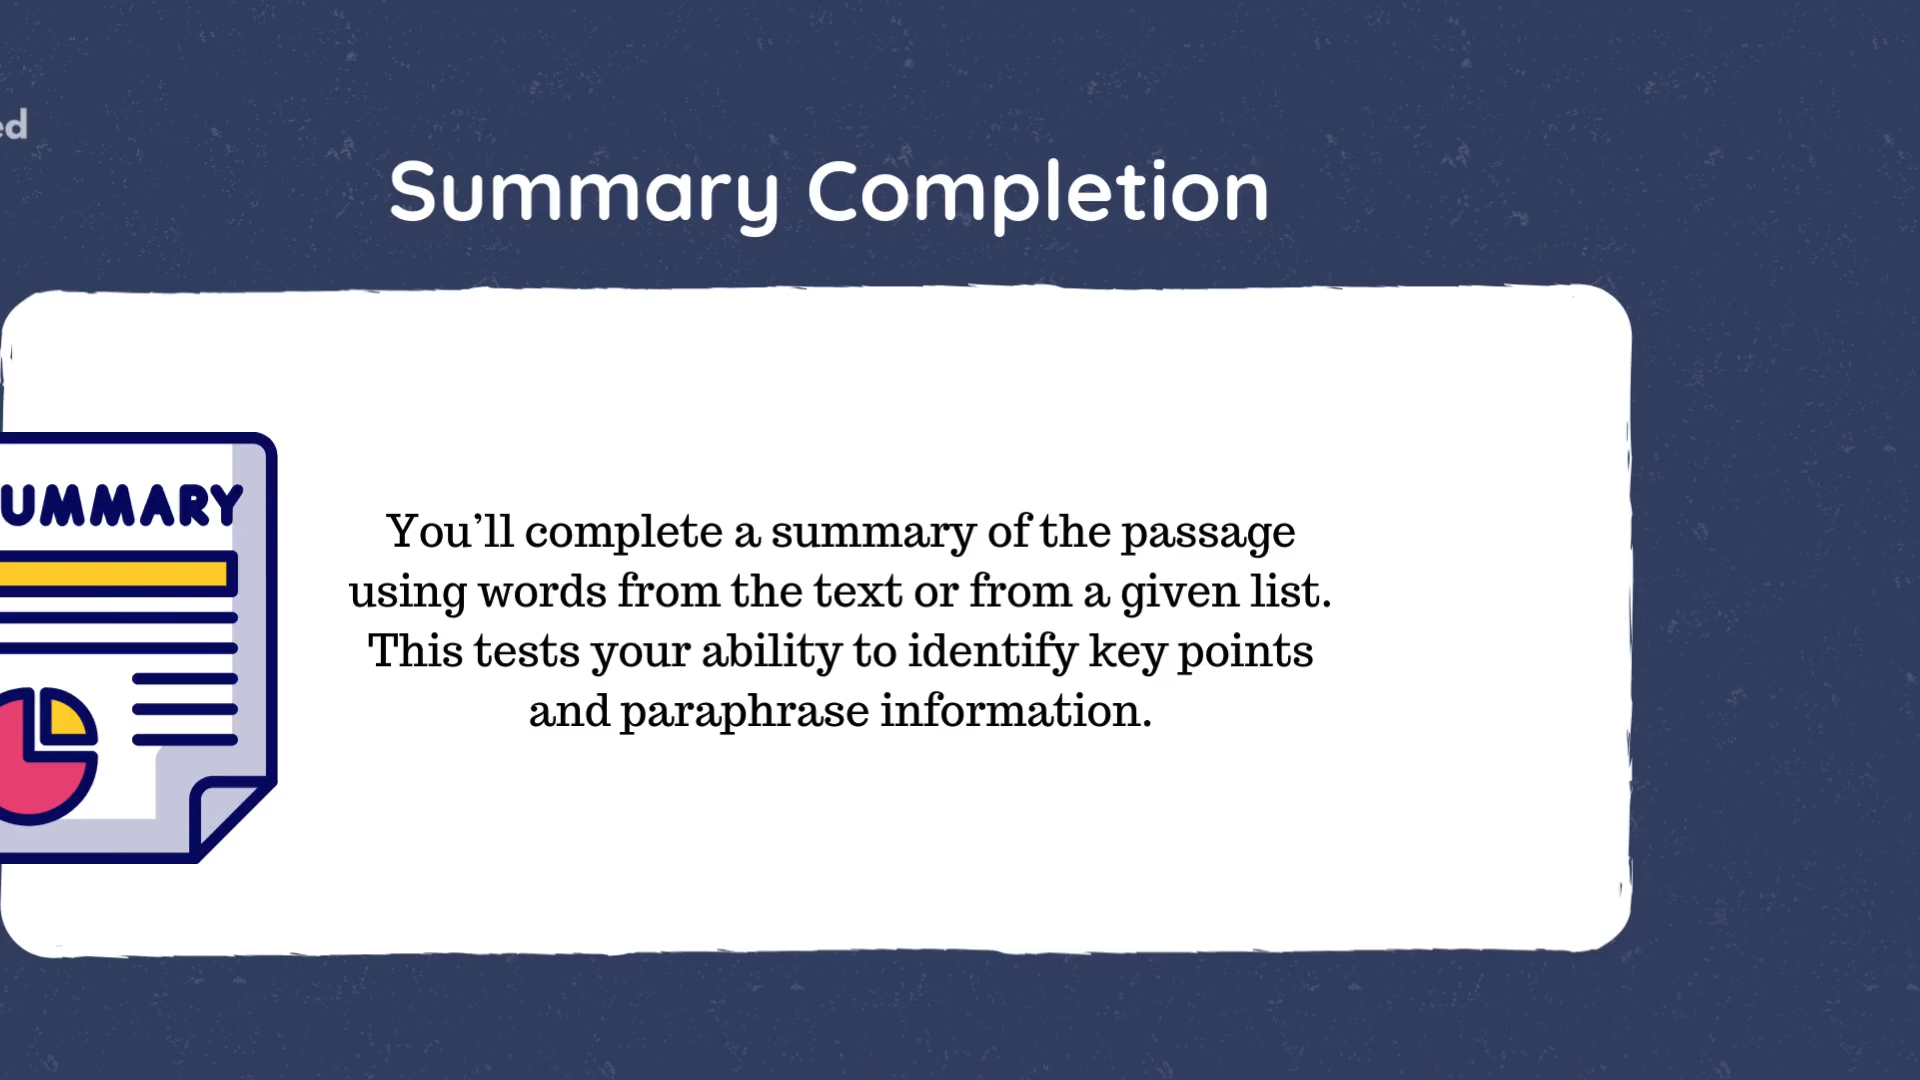 Summary Completion
UMMARY
You’ll complete a summary of the passage
using words from the text or from a given list.
This tests your ability to identify key points
and paraphrase information.